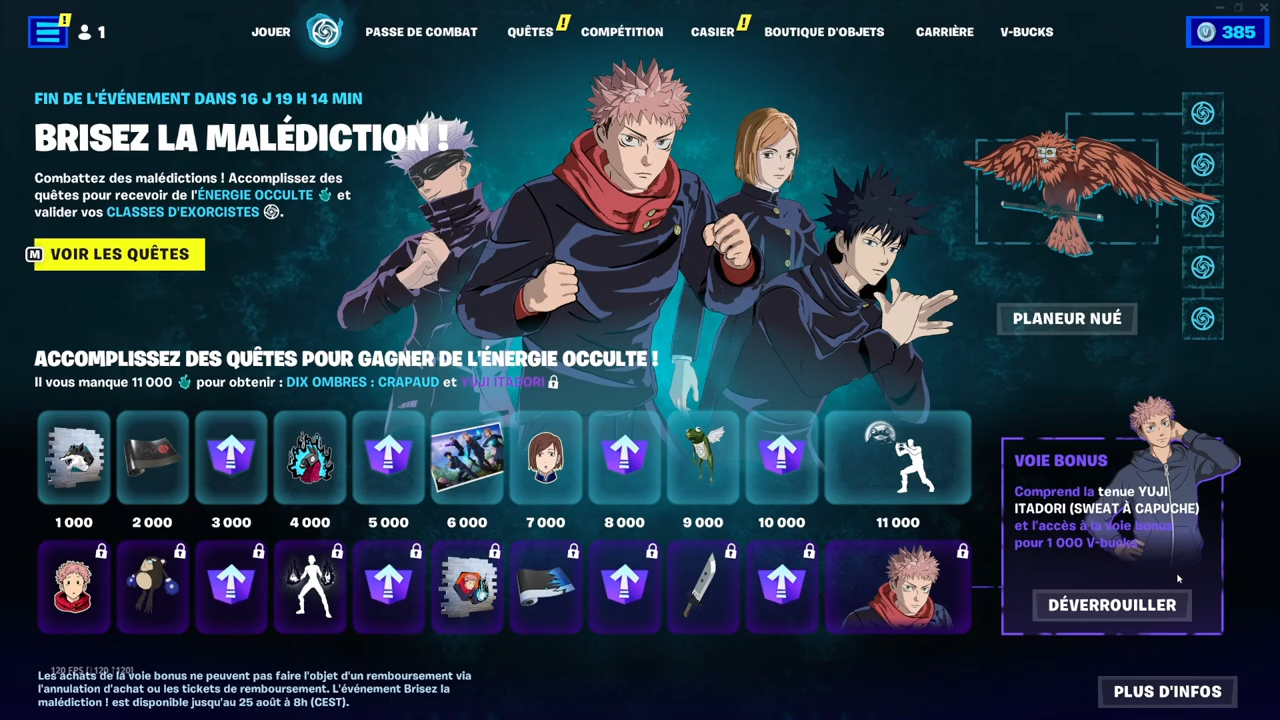 1
JOUER
PASSE DE COMBAT
QUÊTES
COMPÉTITION
CASIER
BOUTIQUE D'OBJETS
CARRIÈRE
V-BUCKS
385
FIN DE L'ÉVÉNEMENT DANS 16 J 19 H 14 MIN
BRISEZ LA MALÉDICTION !
Combattez des malédictions ! Accomplissez des
quêtes pour recevoir de l'ÉNERGIE OCCULTE et
valider vos CLASSES D'EXORCISTES .
M VOIR LES QUÊTES
PLANEUR NUÉ
ACCOMPLISSEZ DES QUÊTES POUR GAGNER DE L'ÉNERGIE OCCULTE !
Il vous manque 11 000 pour obtenir : DIX OMBRES : CRAPAUD et YUJI ITADORI
1 000
2 000
3 000
4 000
5 000
6 000
7 000
8 000
9 000
10 000
11 000
VOIE BONUS
Comprend la tenue YUJI
ITADORI (SWEAT À CAPUCHE)
et l'accès à la voie bonus
pour 1 000 V-bucks.
DÉVERROUILLER
120 FPS [↓120 ↑120]
Les achats de la voie bonus ne peuvent pas faire l'objet d'un remboursement via
l'annulation d'achat ou les tickets de remboursement. L'événement Brisez la
malédiction ! est disponible jusqu'au 25 août à 8h (CEST).
PLUS D'INFOS